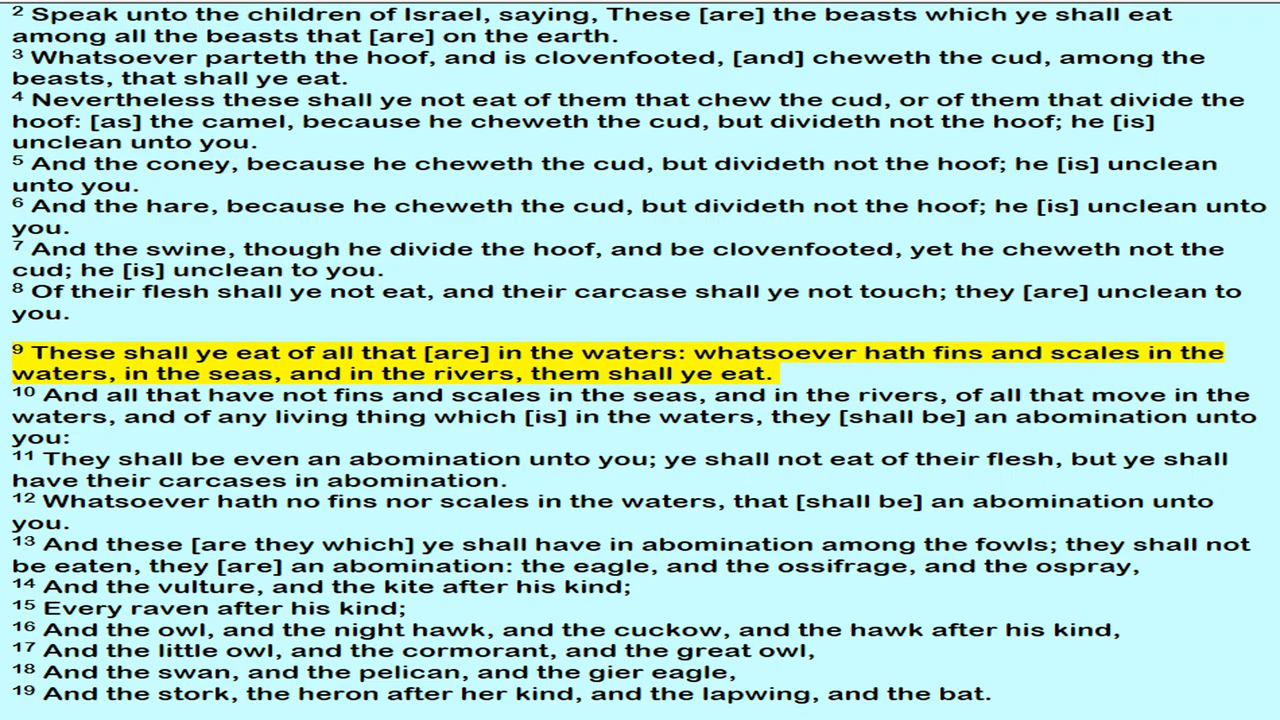 2 Speak unto the children of Israel, saying, These [are] the beasts which ye shall eat
among all the beasts that [are] on the earth.
3 Whatsoever parteth the hoof, and is clovenfooted, [and] cheweth the cud, among the
beasts, that shall ye eat.
4 Nevertheless these shall ye not eat of them that chew the cud, or of them that divide the
hoof: [as] the camel, because he cheweth the cud, but divideth not the hoof; he [is]
unclean unto you.
5 And the coney, because he cheweth the cud, but divideth not the hoof; he [is] unclean
unto you.
6 And the hare, because he cheweth the cud, but divideth not the hoof; he [is] unclean unto
you.
7 And the swine, though he divide the hoof, and be clovenfooted, yet he cheweth not the
cud; he [is] unclean to you.
8 Of their flesh shall ye not eat, and their carcase shall ye not touch; they [are] unclean to
you.
9 These shall ye eat of all that [are] in the waters: whatsoever hath fins and scales in the
waters, in the seas, and in the rivers, them shall ye eat.
10 And all that have not fins and scales in the seas, and in the rivers, of all that move in the
waters, and of any living thing which [is] in the waters, they [shall be] an abomination unto
you:
11 They shall be even an abomination unto you; ye shall not eat of their flesh, but ye shall
have their carcases in abomination.
12 Whatsoever hath no fins nor scales in the waters, that [shall be] an abomination unto
you.
13 And these [are they which] ye shall have in abomination among the fowls; they shall not
be eaten, they [are] an abomination: the eagle, and the ossifrage, and the ospray,
14 And the vulture, and the kite after his kind;
15 Every raven after his kind;
16 And the owl, and the night hawk, and the cuckow, and the hawk after his kind,
17 And the little owl, and the cormorant, and the great owl,
18 And the swan, and the pelican, and the gier eagle,
19 And the stork, the heron after her kind, and the lapwing, and the bat.